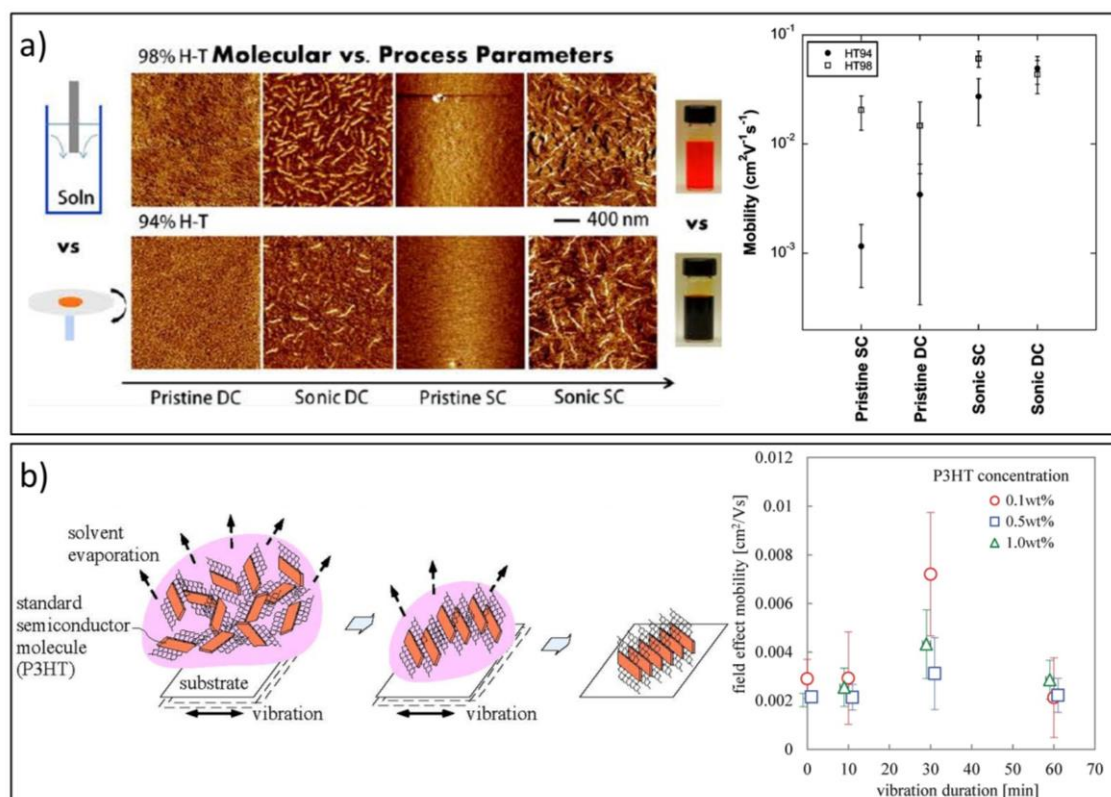 a)
98% H-T Molecular vs. Process Parameters
Soln
vs
94% H-T
400 nm
vs
Pristine DC Sonic DC Pristine SC Sonic SC
HT94
HT98
Mobility (cm²V⁻¹s⁻¹)
10⁻¹
10⁻²
10⁻³
Pristine SC
Pristine DC
Sonic SC
Sonic DC
b)
solvent
evaporation
standard
semiconductor
molecule
(P3HT)
substrate
vibration
vibration
field effect mobility [cm²/Vs]
0.012
0.01
0.008
0.006
0.004
0.002
0
P3HT concentration
0.1wt%
0.5wt%
1.0wt%
0 10 20 30 40 50 60 70
vibration duration [min]